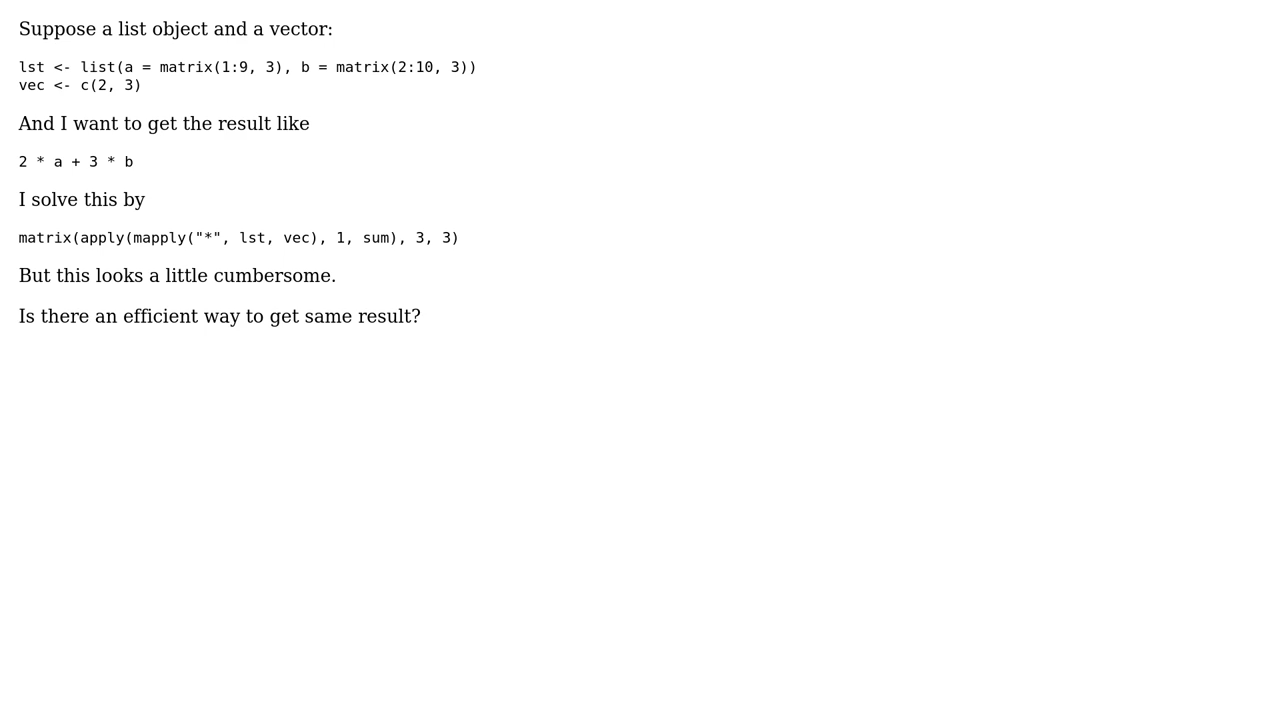 Suppose a list object and a vector:
lst <- list(a = matrix(1:9, 3), b = matrix(2:10, 3))
vec <- c(2, 3)
And I want to get the result like
2 * a + 3 * b
I solve this by
matrix(apply(mapply("*", lst, vec), 1, sum), 3, 3)
But this looks a little cumbersome.
Is there an efficient way to get same result?